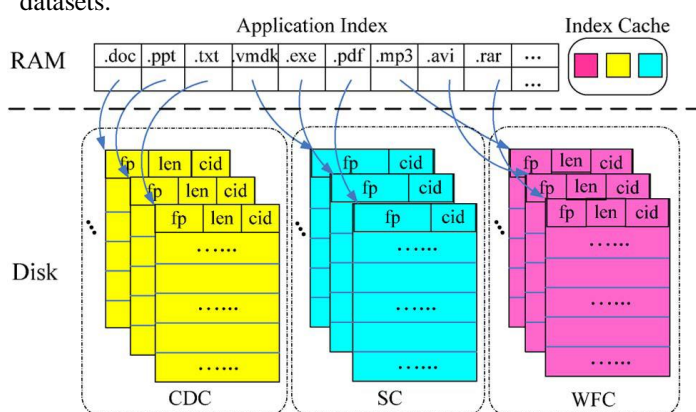 datasets.
Application Index
Index Cache
RAM
.doc .ppt .txt .vmdk .exe .pdf .mp3 .avi .rar ...
...
fp len cid
fp len cid
fp len cid
......
......
......
fp cid
fp cid
fp cid
......
......
......
fp len cid
fp len cid
fp len cid
......
......
......
...
...
...
Disk
CDC
SC
WFC